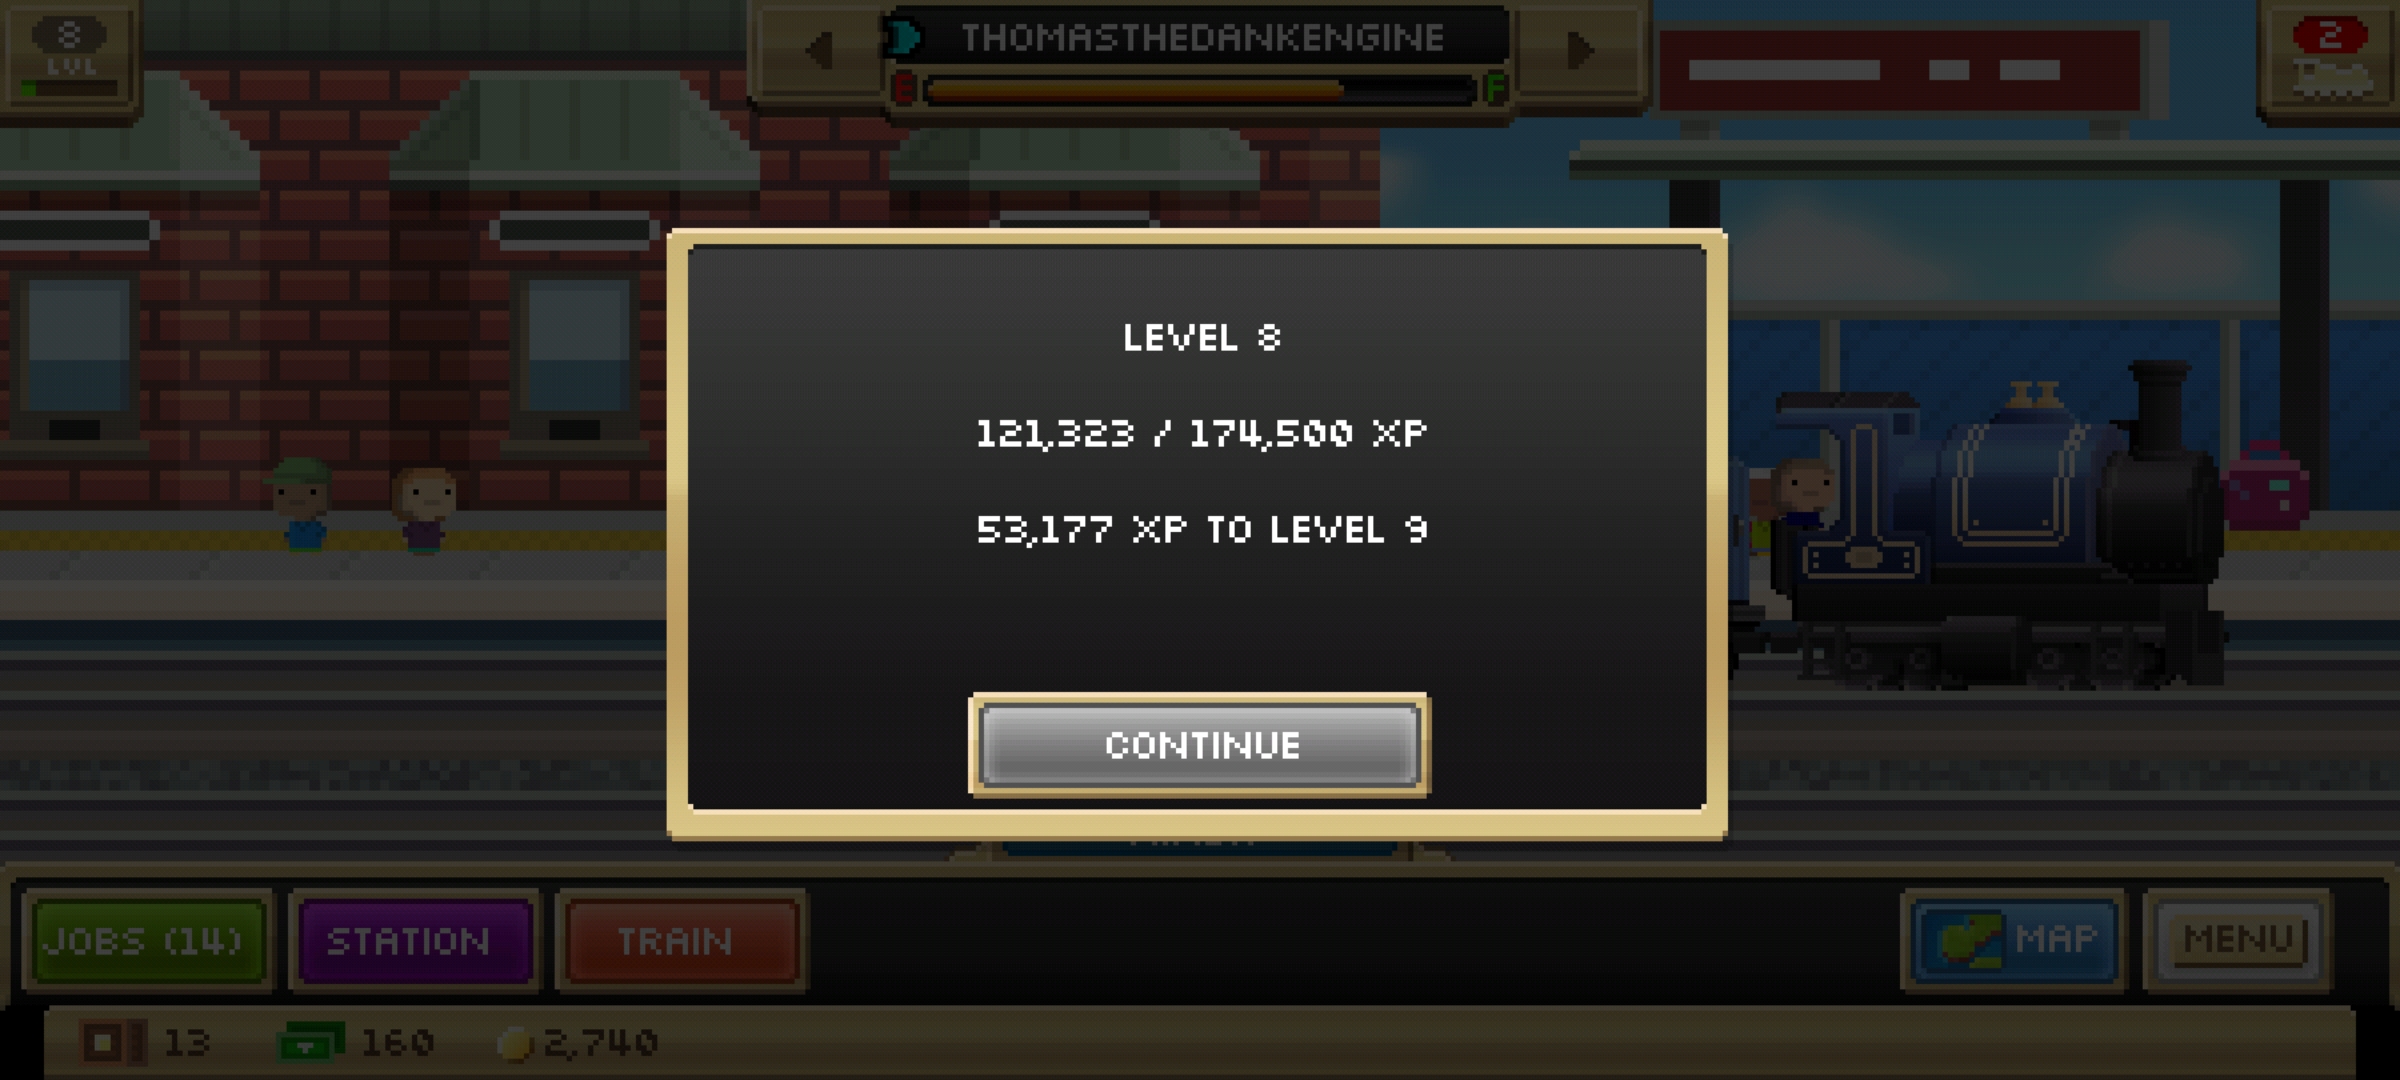 8
LVL
THOMASTHEDANKENGINE
E
F
2
LEVEL 8
121,323 / 174,500 XP
53,177 XP TO LEVEL 9
CONTINUE
JOBS (14)
STATION
TRAIN
MAP
MENU
13
160
2,740